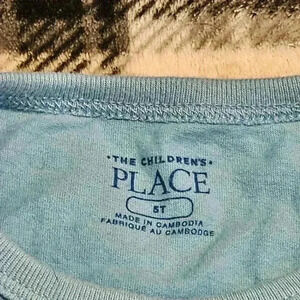 ·THE CHILDREN'S·
PLACE
5T
MADE IN CAMBODIA
FABRIQUÉ AU CAMBODGE